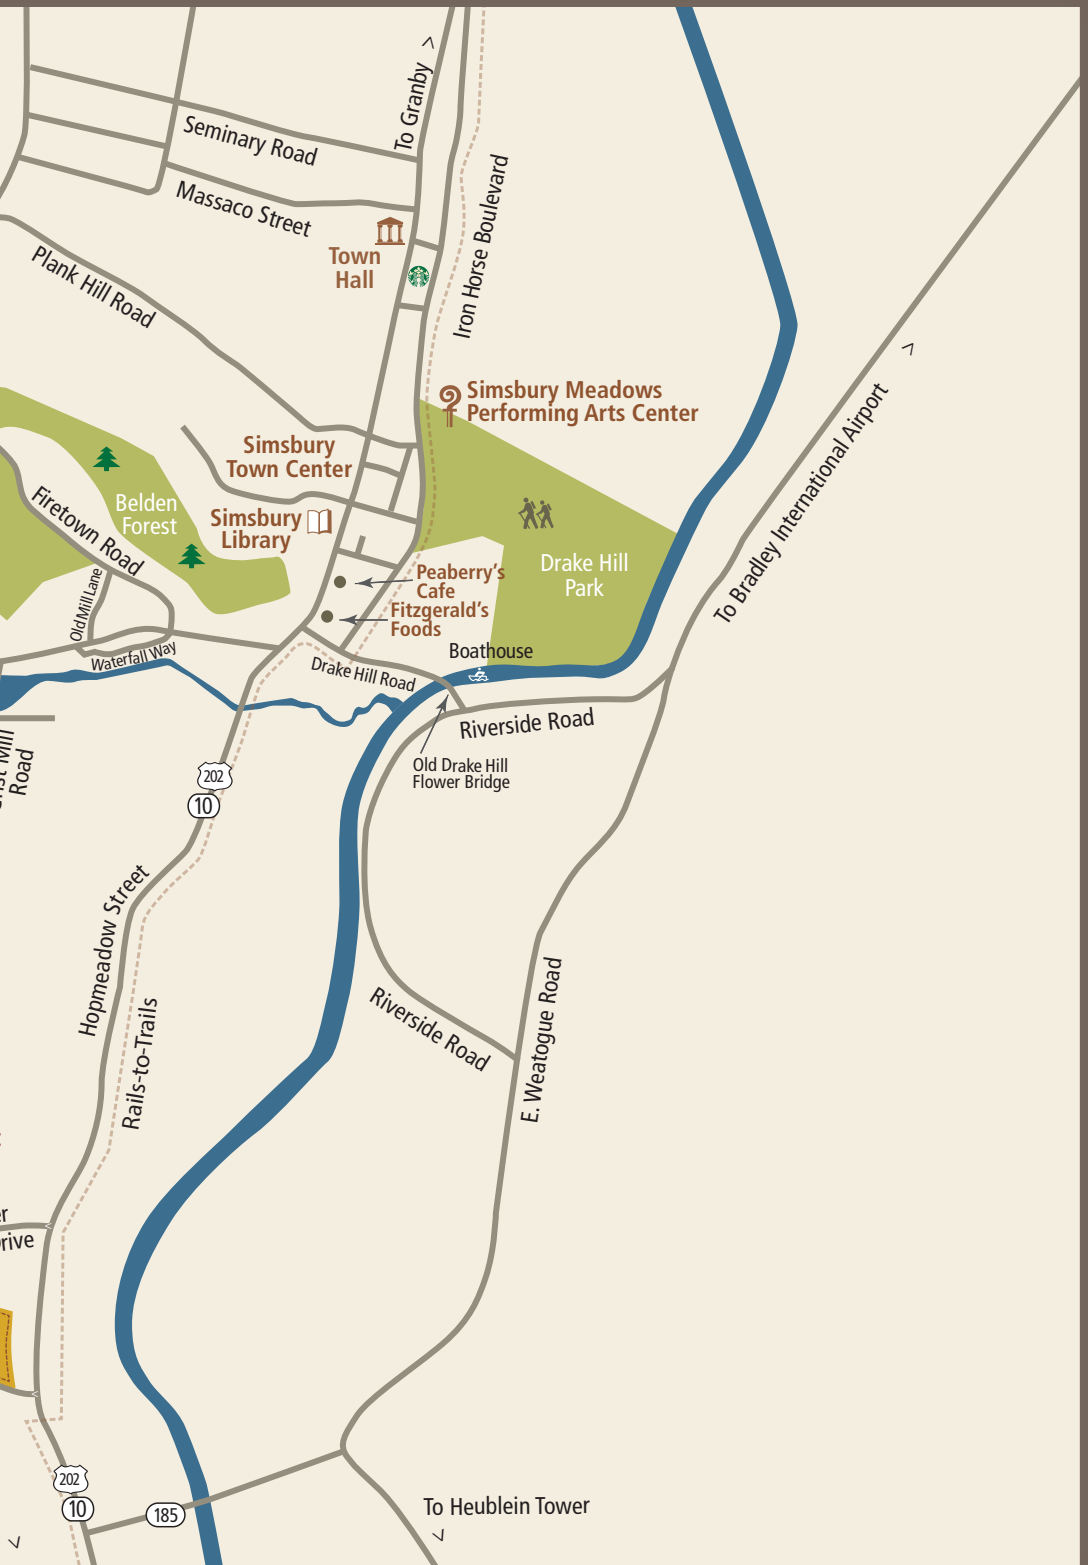 To Granby
Seminary Road
Massaco Street
Iron Horse Boulevard
Town
Hall
Plank Hill Road
Simsbury Meadows
Performing Arts Center
To Bradley International Airport
Simsbury
Town Center
Belden
Forest
Firetown Road
Simsbury
Library
Drake Hill
Park
Peaberry's
Cafe
Fitzgerald's
Foods
Old Mill Lane
Waterfall Way
Boathouse
Drake Hill Road
Riverside Road
Old Drake Hill
Flower Bridge
Mill
Road
202
10
Hopmeadow Street
Rails-to-Trails
Riverside Road
E. Weatogue Road
202
10
185
To Heublein Tower